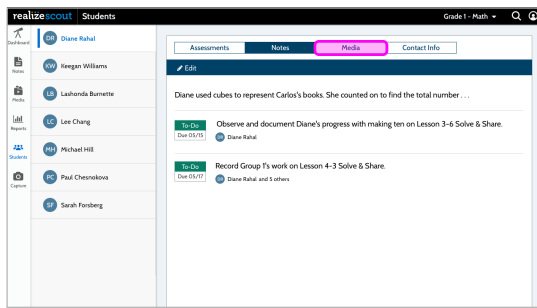 realizescout Students
Grade 1 - Math
Dashboard
Notes
Media
Reports
Students
Capture
DR Diane Rahal
KW Keegan Williams
LB Lashonda Burnette
LC Lee Chang
MH Michael Hill
PC Paul Chesnokova
SF Sarah Forsberg
Assessments Notes Media Contact Info
Edit
Diane used cubes to represent Carlos's books. She counted on to find the total number . . .
To-Do Observe and document Diane's progress with making ten on Lesson 3-6 Solve & Share.
Due 05/15 DR Diane Rahal
To-Do Record Group 1's work on Lesson 4-3 Solve & Share.
Due 05/17 DR Diane Rahal and 5 others